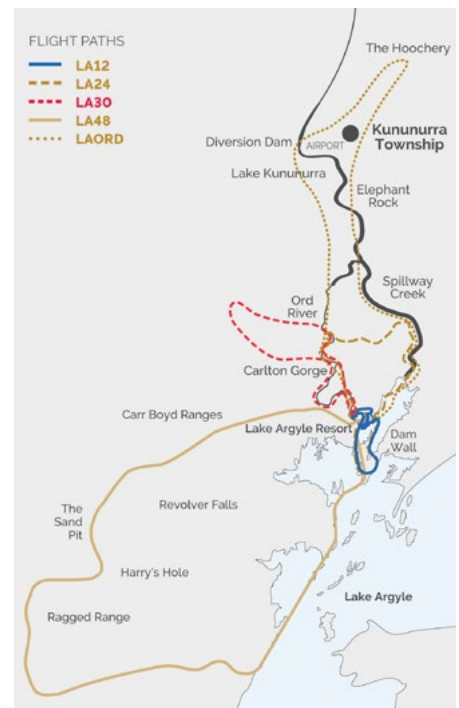 FLIGHT PATHS
LA12
LA24
LA30
LA48
LAORD
The Hoochery
Diversion Dam
AIRPORT
Kununurra
Township
Lake Kununurra
Elephant
Rock
Spillway
Creek
Ord
River
Carlton Gorge
Carr Boyd Ranges
Lake Argyle Resort
Dam
Wall
The
Sand
Pit
Revolver Falls
Harry's Hole
Lake Argyle
Ragged Range